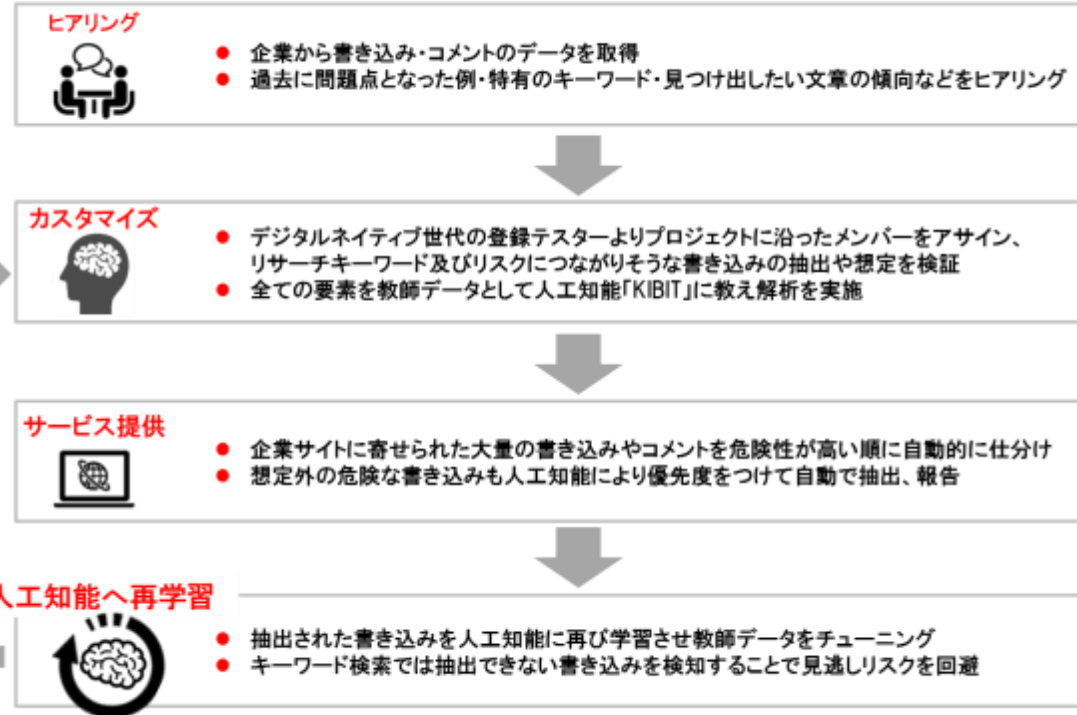 ヒアリング
● 企業から書き込み・コメントのデータを取得
● 過去に問題点となった例・特有のキーワード・見つけ出したい文章の傾向などをヒアリング
カスタマイズ
● デジタルネイティブ世代の登録テスターよりプロジェクトに沿ったメンバーをアサイン、
リサーチキーワード及びリスクにつながりそうな書き込みの抽出や想定を検証
● 全ての要素を教師データとして人工知能「KIBIT」に教え解析を実施
サービス提供
● 企業サイトに寄せられた大量の書き込みやコメントを危険性が高い順に自動的に仕分け
● 想定外の危険な書き込みも人工知能により優先度をつけて自動で抽出、報告
人工知能へ再学習
● 抽出された書き込みを人工知能に再び学習させ教師データをチューニング
● キーワード検索では抽出できない書き込みを検知することで見逃しリスクを回避